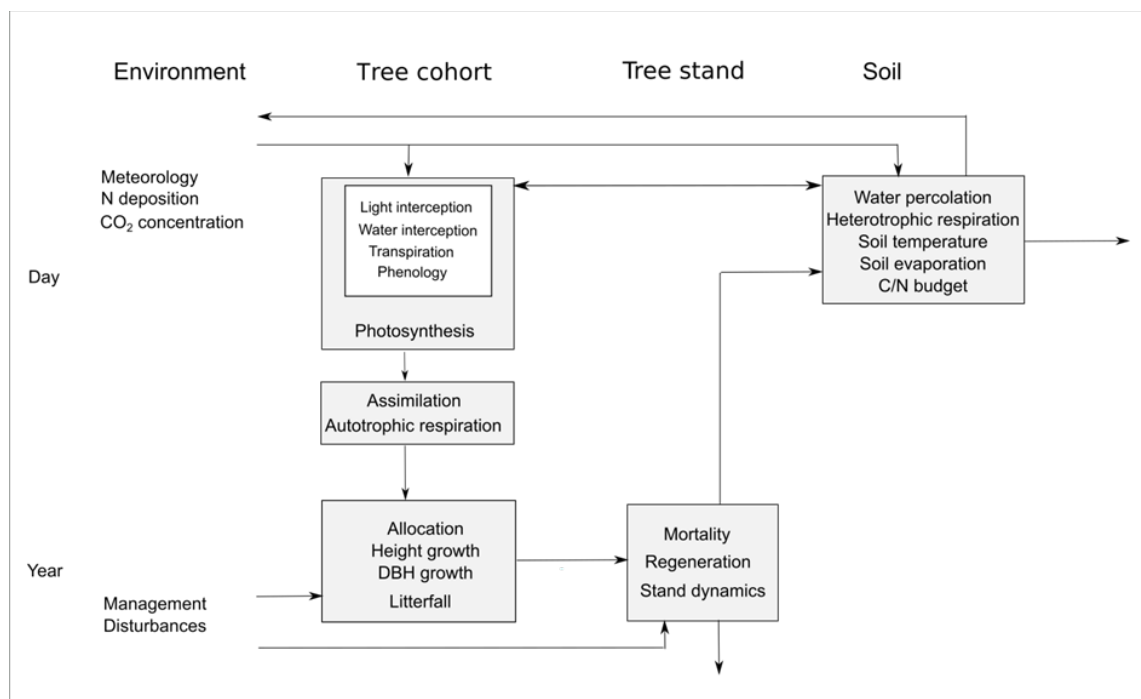 Environment
Tree cohort
Tree stand
Soil
Meteorology
N deposition
CO₂ concentration
Light interception
Water interception
Transpiration
Phenology
Photosynthesis
Water percolation
Heterotrophic respiration
Soil temperature
Soil evaporation
C/N budget
Day
Assimilation
Autotrophic respiration
Allocation
Height growth
DBH growth
Litterfall
Mortality
Regeneration
Stand dynamics
Year
Management
Disturbances